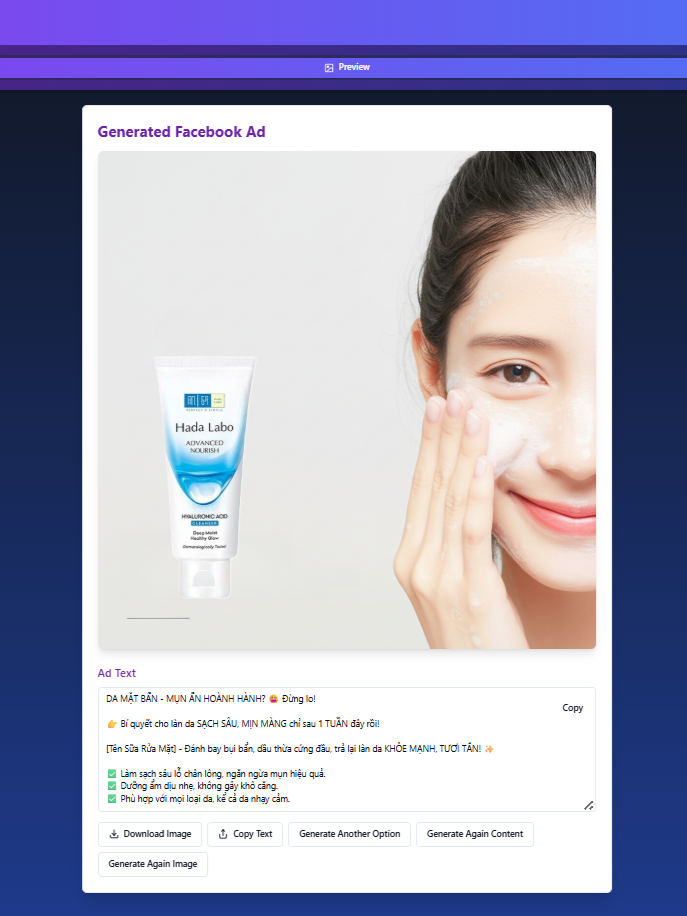 Preview
Generated Facebook Ad
Hada Labo
PERFECT X SIMPLE
Hada Labo
ADVANCED
NOURISH
HYALURONIC ACID
CLEANSER
Deep Moist
Healthy Glow
Dermatologically Tested
Ad Text
DA MẶT BẨN - MỤN ẨN HOÀNH HÀNH? 😩 Đừng lo!
Copy
👉 Bí quyết cho làn da SẠCH SÂU, MỊN MÀNG chỉ sau 1 TUẦN đây rồi!
[Tên Sữa Rửa Mặt] - Đánh bay bụi bẩn, dầu thừa cứng đầu, trả lại làn da KHỎE MẠNH, TƯƠI TẮN! ✨
✅ Làm sạch sâu lỗ chân lông, ngăn ngừa mụn hiệu quả.
✅ Dưỡng ẩm dịu nhẹ, không gây khô căng.
✅ Phù hợp với mọi loại da, kể cả da nhạy cảm.
Download Image
Copy Text
Generate Another Option
Generate Again Content
Generate Again Image